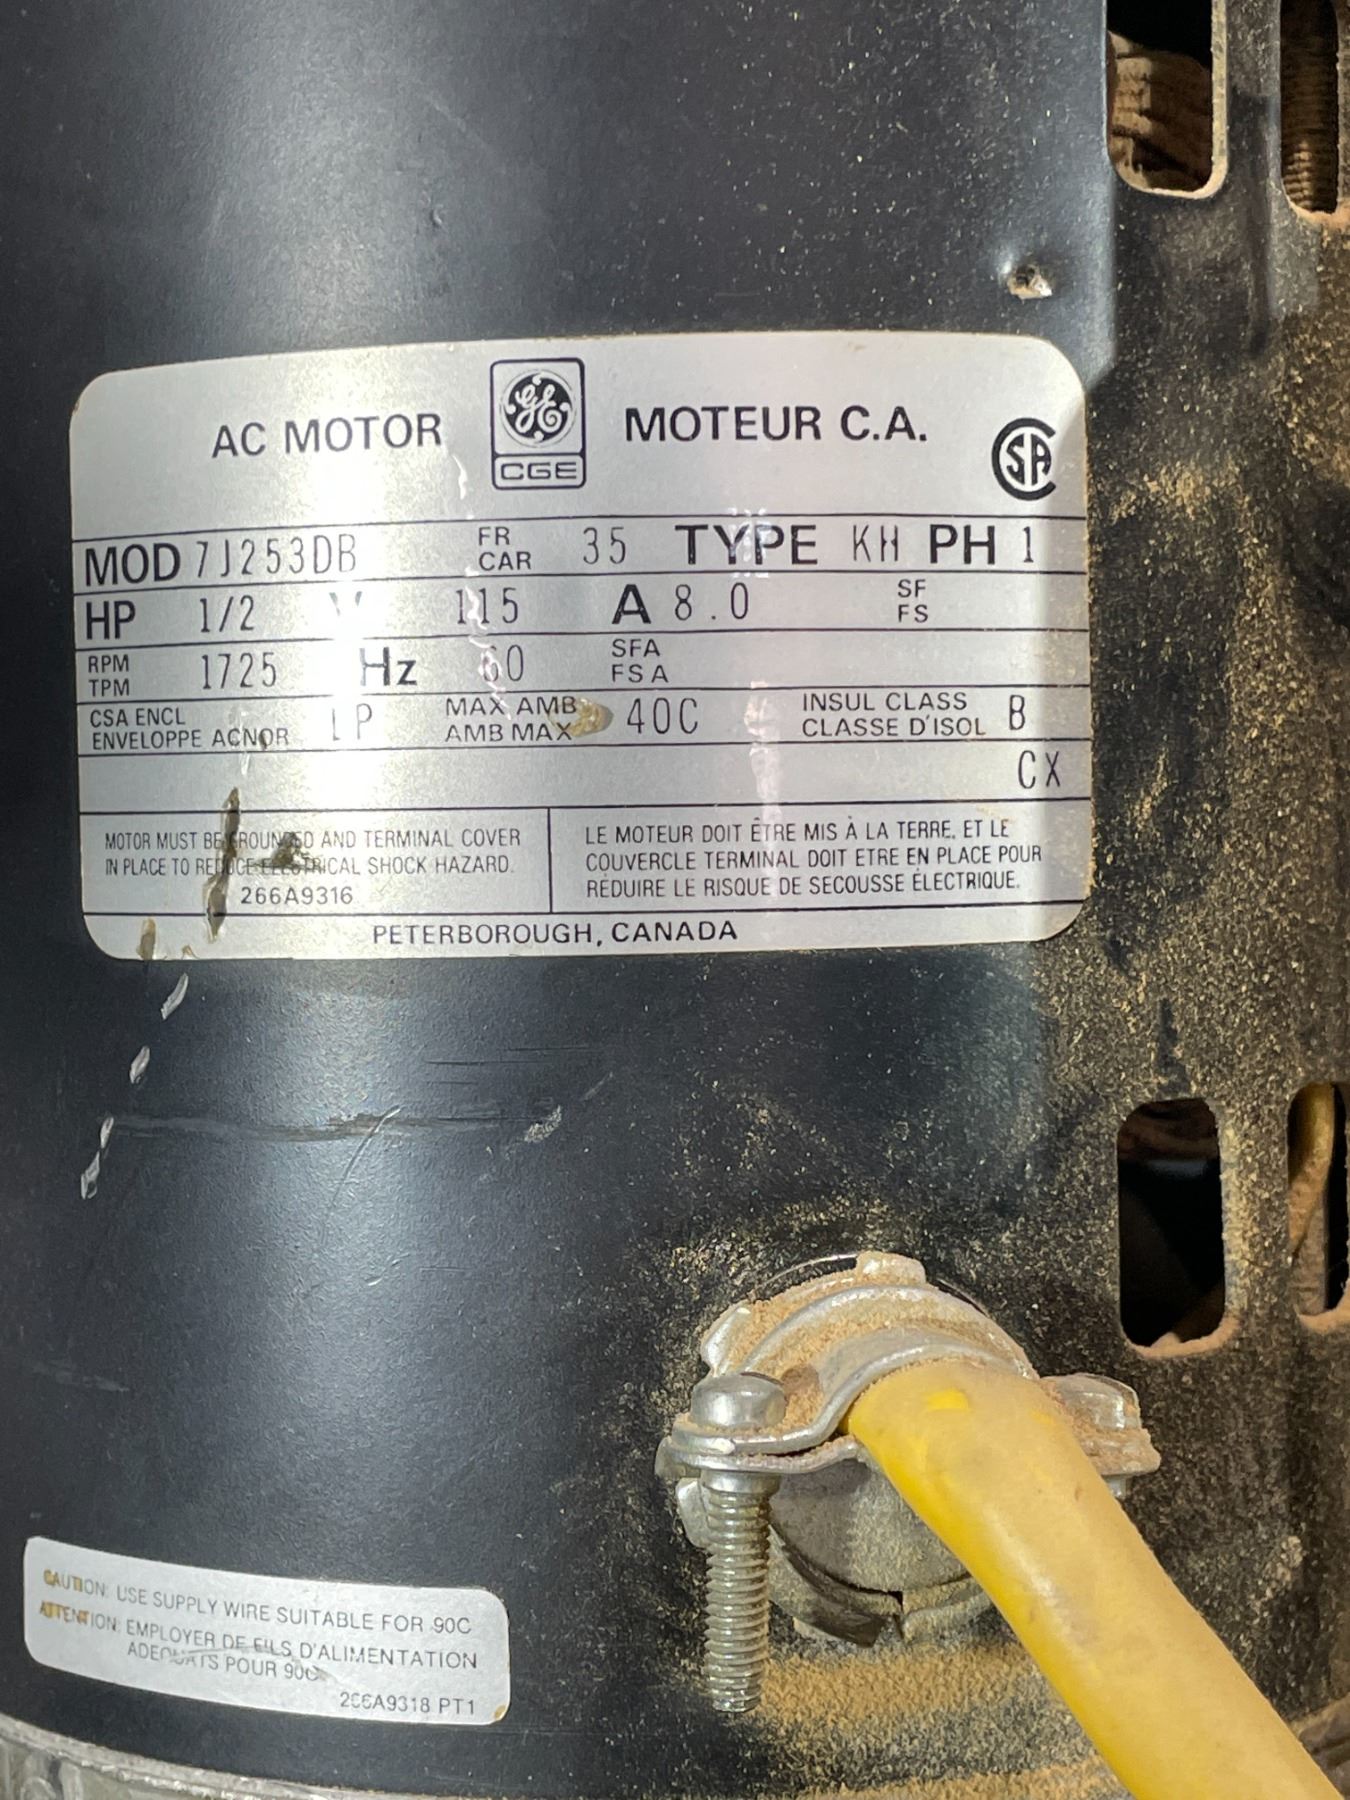 AC MOTOR
GE
CGE
MOTEUR C.A.
CSA
MOD 7J253DB FR CAR 35 TYPE KH PH 1
HP 1/2 V 115 A 8.0 SF FS
RPM TPM 1725 Hz 60 SFA FS A
CSA ENCL ENVELOPPE ACNOR MAX AMB AMB MAX 40C INSUL CLASS CLASSE D'ISOL B
CX
MOTOR MUST BE GROUNDED AND TERMINAL COVER
IN PLACE TO REDUCE ELECTRICAL SHOCK HAZARD.
266A9316
LE MOTEUR DOIT ÊTRE MIS À LA TERRE, ET LE
COUVERCLE TERMINAL DOIT ETRE EN PLACE POUR
RÉDUIRE LE RISQUE DE SECOUSSE ÉLECTRIQUE.
PETERBOROUGH, CANADA
CAUTION: USE SUPPLY WIRE SUITABLE FOR 90C
ATTENTION: EMPLOYER DE FILS D'ALIMENTATION
ADEQUATS POUR 90C
266A9318 PT1